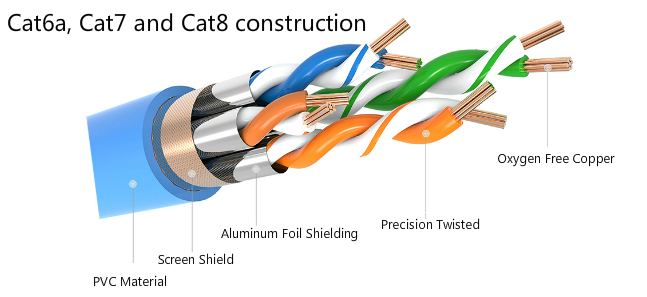 Cat6a, Cat7 and Cat8 construction
Oxygen Free Copper
Precision Twisted
Aluminum Foil Shielding
Screen Shield
PVC Material